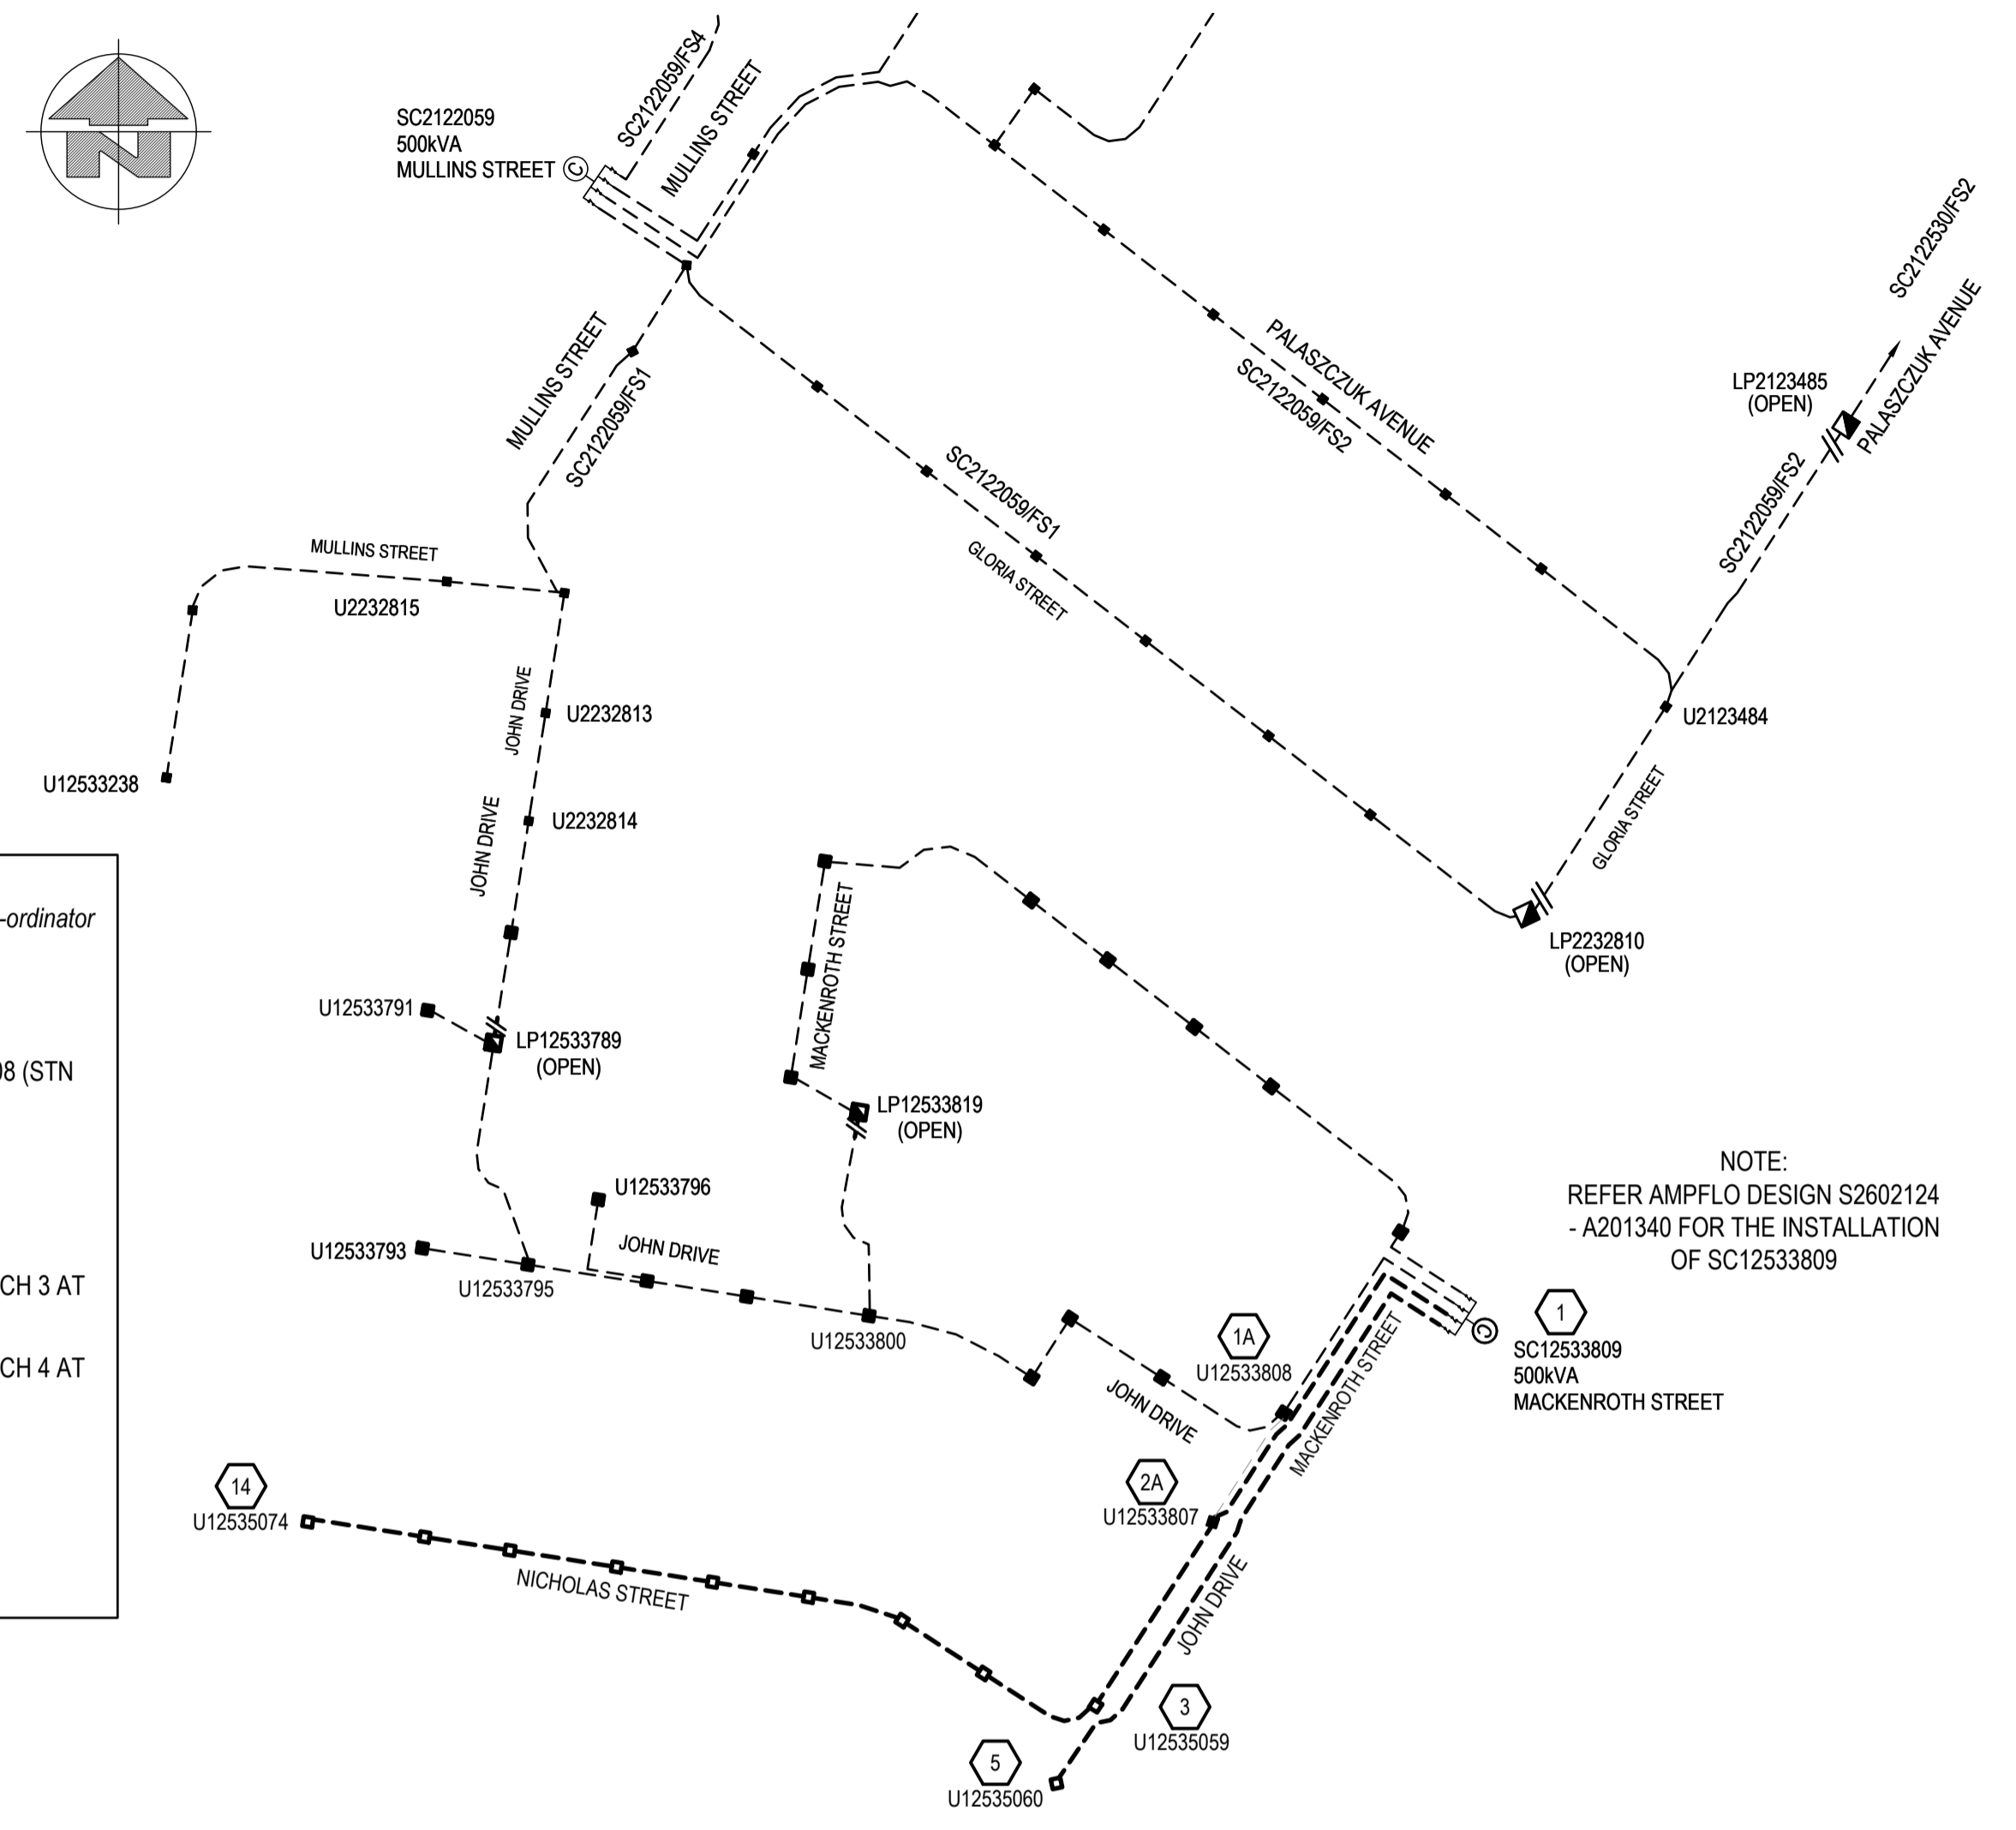 SC2122059/FS4
MULLINS STREET
SC2122059
500kVA
MULLINS STREET
C
N
SC2122530/FS2
PALASZCZUK AVENUE
MULLINS STREET
SC2122059/FS1
PALASZCZUK AVENUE
SC2122059/FS2
LP2123485
(OPEN)
SC2122059/FS2
SC2122059/FS1
GLORIA STREET
MULLINS STREET
U2232815
JOHN DRIVE
U2232813
U2123484
U12533238
JOHN DRIVE
U2232814
GLORIA STREET
-ordinator
MACKENROTH STREET
LP2232810
(OPEN)
U12533791
LP12533789
(OPEN)
08 (STN
LP12533819
(OPEN)
NOTE:
REFER AMPFLO DESIGN S2602124
- A201340 FOR THE INSTALLATION
OF SC12533809
U12533796
U12533793
JOHN DRIVE
U12533795
CH 3 AT
U12533800
1A
U12533808
C
1
SC12533809
500kVA
MACKENROTH STREET
CH 4 AT
JOHN DRIVE
MACKENROTH STREET
14
U12535074
2A
U12533807
NICHOLAS STREET
JOHN DRIVE
3
U12535059
5
U12535060